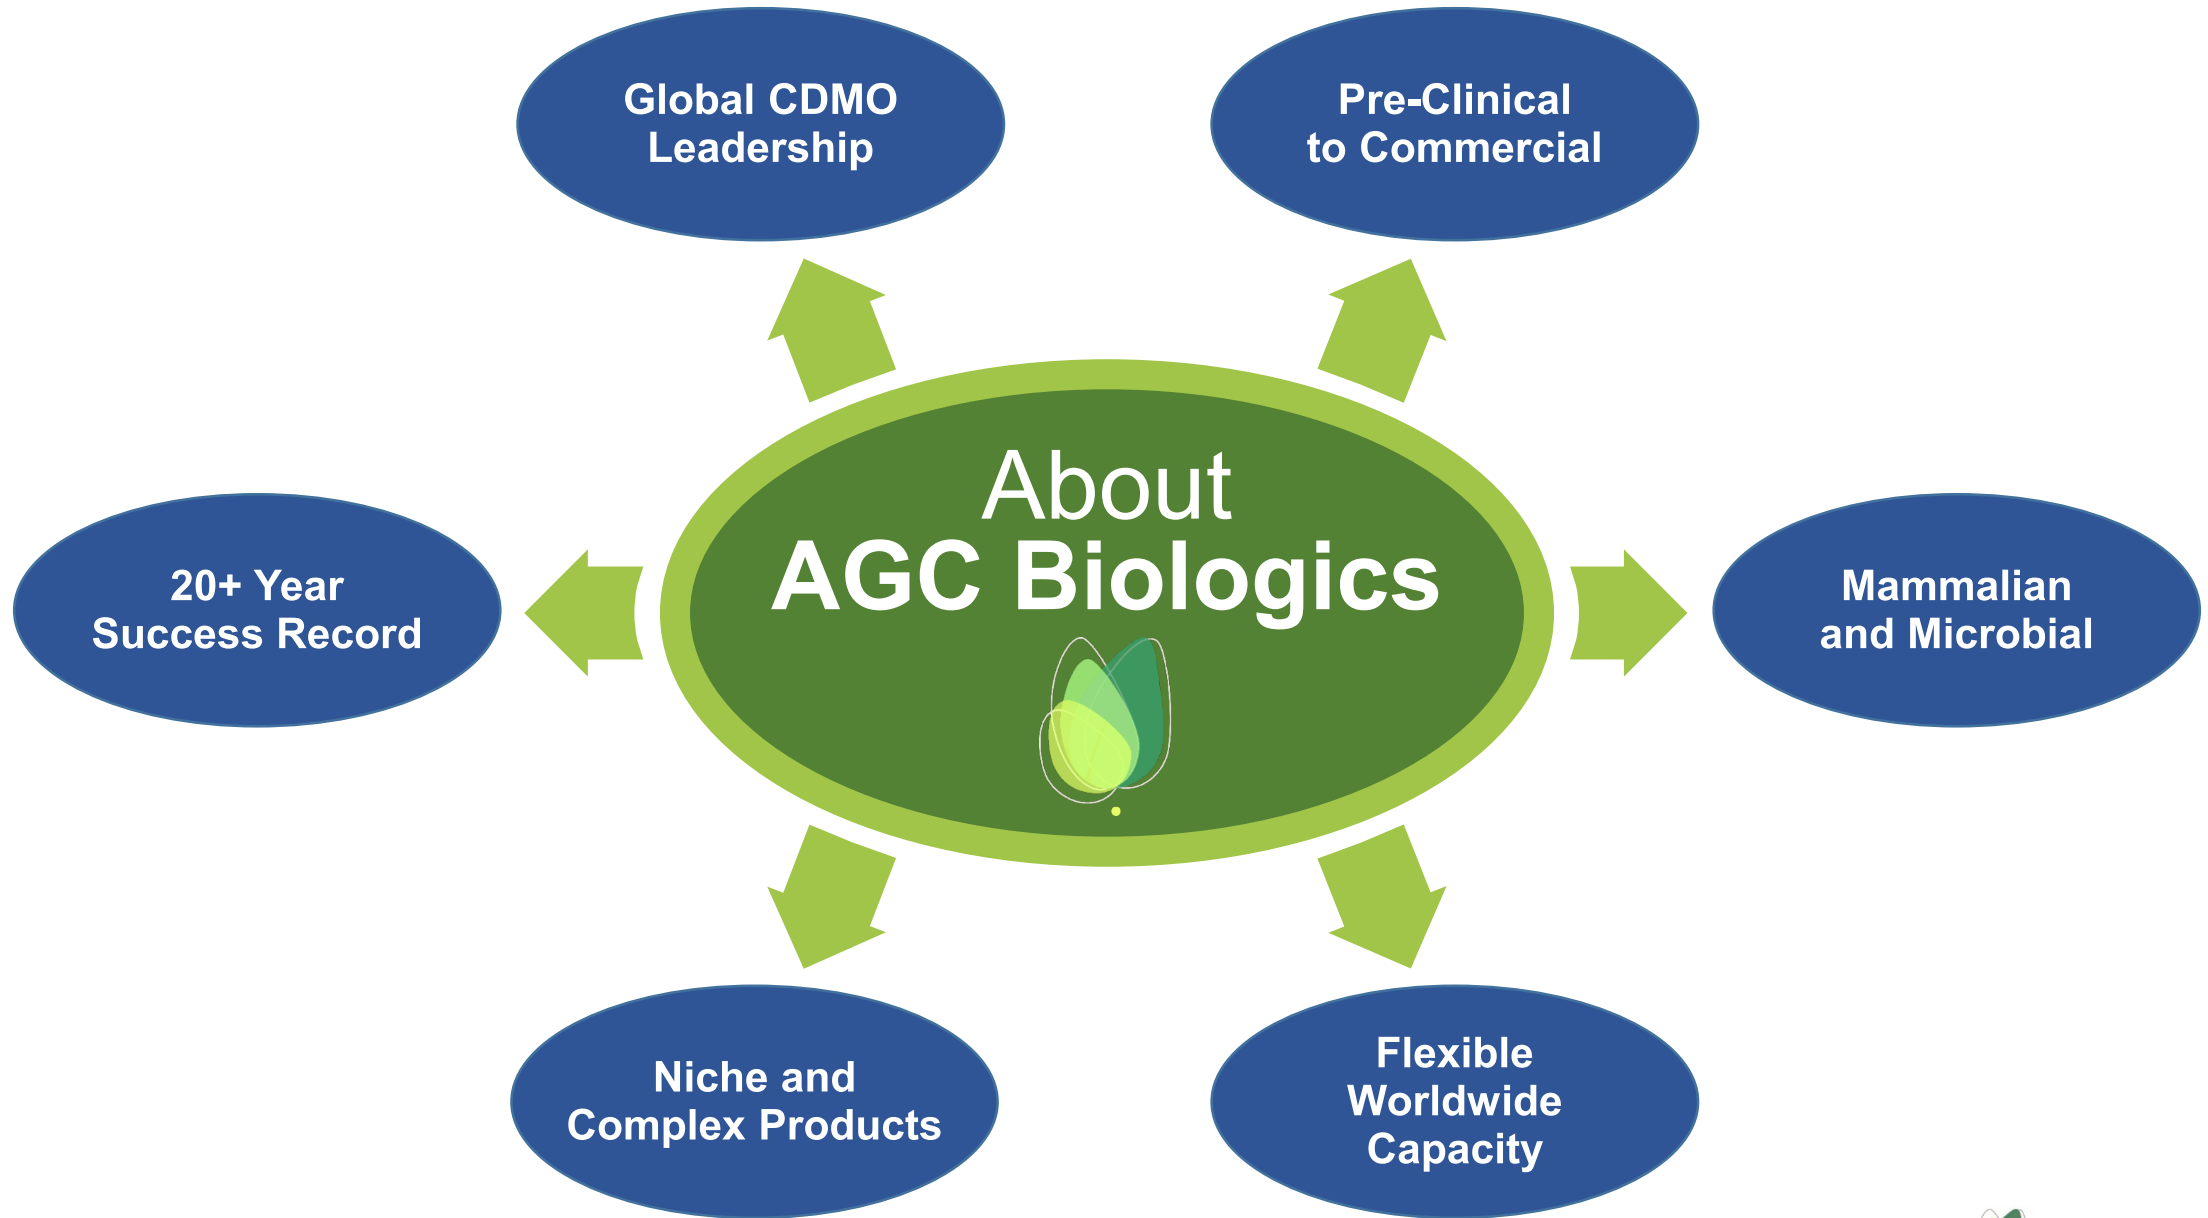 Global CDMO
Leadership
Pre-Clinical
to Commercial
About
AGC Biologics
20+ Year
Success Record
Mammalian
and Microbial
Niche and
Complex Products
Flexible
Worldwide
Capacity